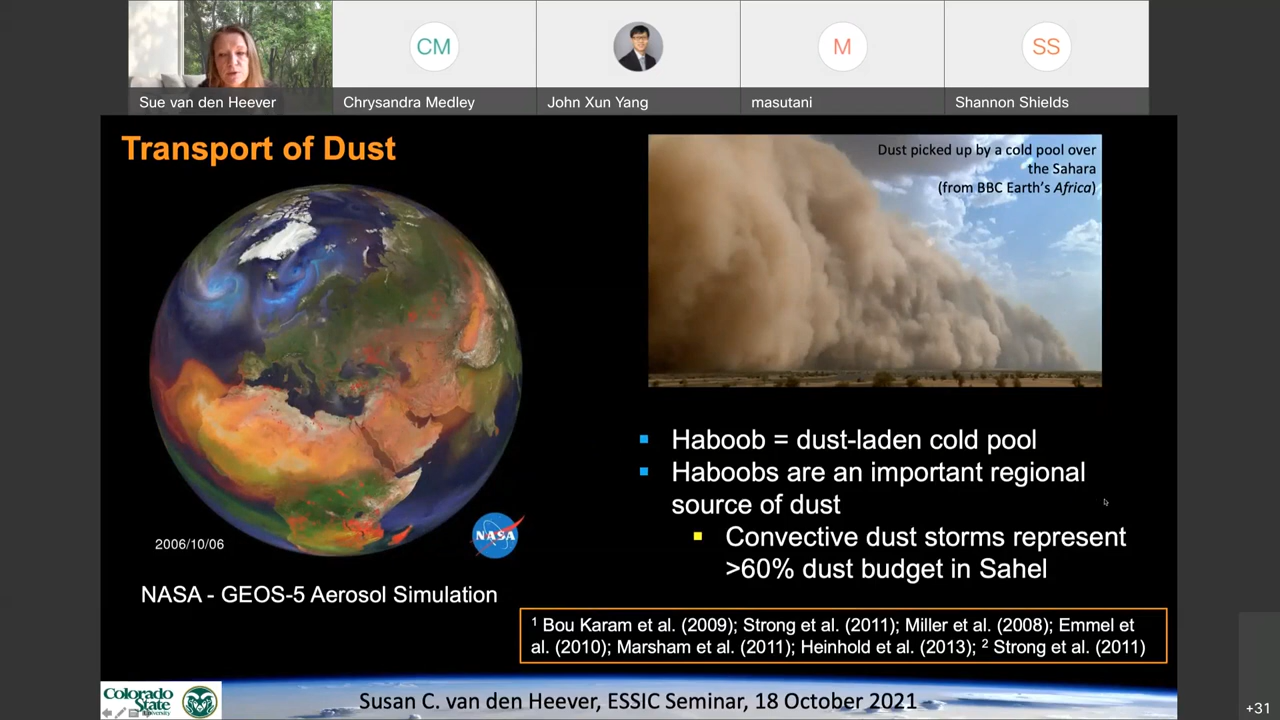 CM
M
SS
Sue van den Heever
Chrysandra Medley
John Xun Yang
masutani
Shannon Shields
Transport of Dust
Dust picked up by a cold pool over
the Sahara
(from BBC Earth's Africa)
2006/10/06
NASA
NASA - GEOS-5 Aerosol Simulation
Haboob = dust-laden cold pool
Haboobs are an important regional
source of dust
Convective dust storms represent
>60% dust budget in Sahel
1 Bou Karam et al. (2009); Strong et al. (2011); Miller et al. (2008); Emmel et
al. (2010); Marsham et al. (2011); Heinhold et al. (2013); 2 Strong et al. (2011)
Colorado
State
University
Susan C. van den Heever, ESSIC Seminar, 18 October 2021
+31